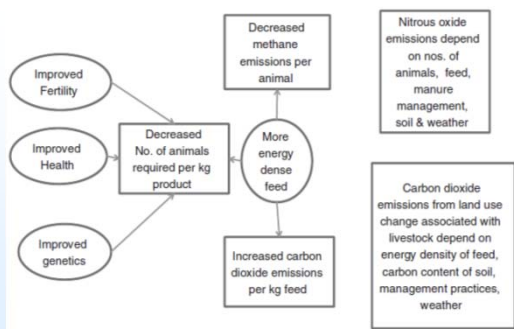 Decreased
methane
emissions per
animal
Nitrous oxide
emissions depend
on nos. of
animals, feed,
manure
management,
soil & weather
Improved
Fertility
Improved
Health
Decreased
No. of animals
required per kg
product
More
energy
dense
feed
Improved
genetics
Increased carbon
dioxide emissions
per kg feed
Carbon dioxide
emissions from land use
change associated with
livestock depend on
energy density of feed,
carbon content of soil,
management practices,
weather